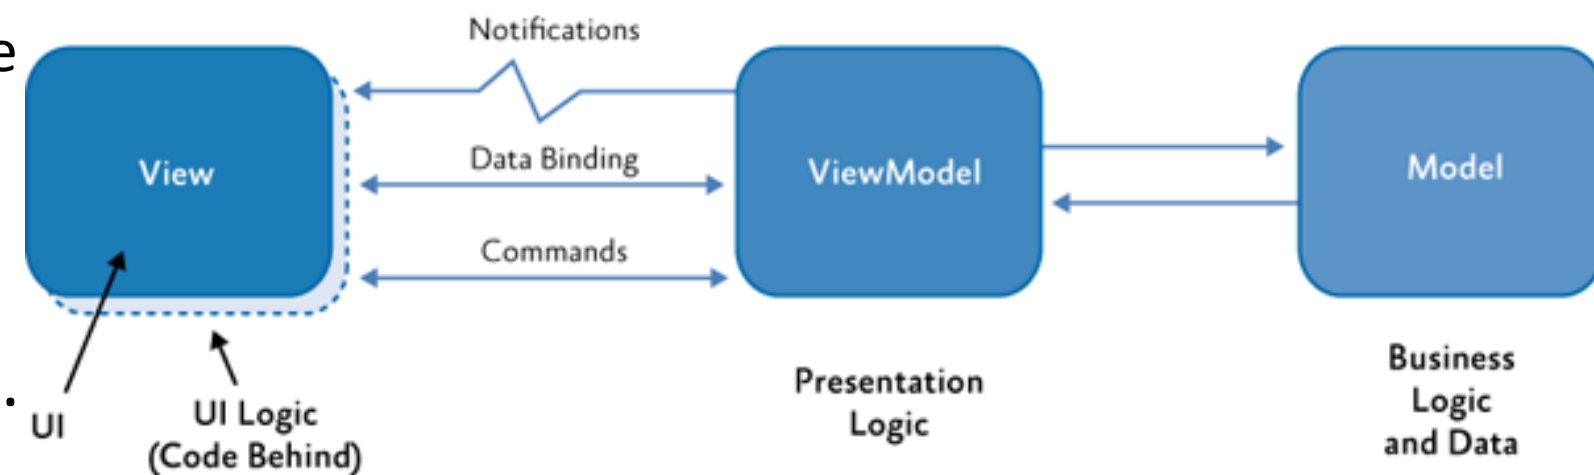 e
Notifications
View
Data Binding
ViewModel
Model
Commands
.
UI
UI Logic
(Code Behind)
Presentation
Logic
Business
Logic
and Data